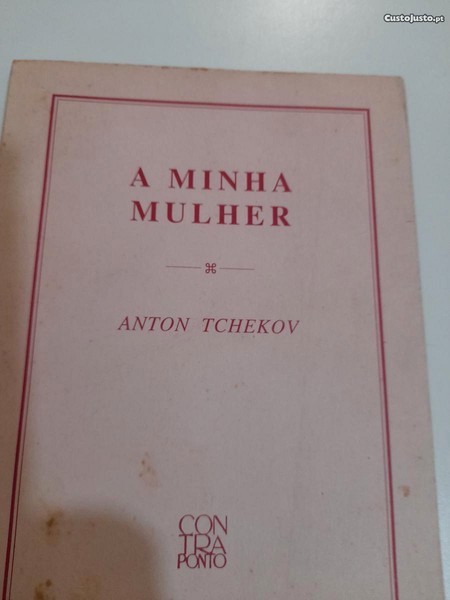 CustoJusto.pt
A MINHA
MULHER
ANTON TCHEKOV
CON
TRA
PONTO